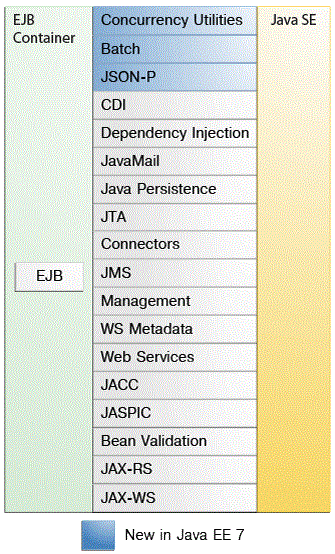 EJB
Container
EJB
Concurrency Utilities
Batch
JSON-P
CDI
Dependency Injection
JavaMail
Java Persistence
JTA
Connectors
JMS
Management
WS Metadata
Web Services
JACC
JASPIC
Bean Validation
JAX-RS
JAX-WS
Java SE
New in Java EE 7